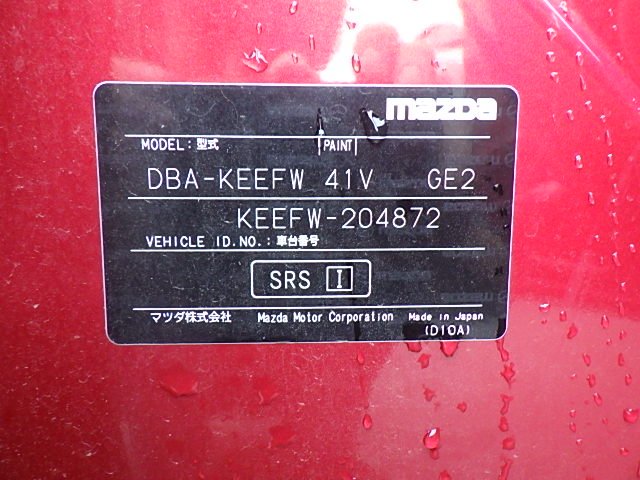 mazDa
MODEL: 型式 |PAINT|
DBA-KEEFW 41V GE2
KEEFW-204872
VEHICLE ID.NO.: 車台番号
SRS I
マツダ株式会社 Mazda Motor Corporation Made in Japan
(D10A)